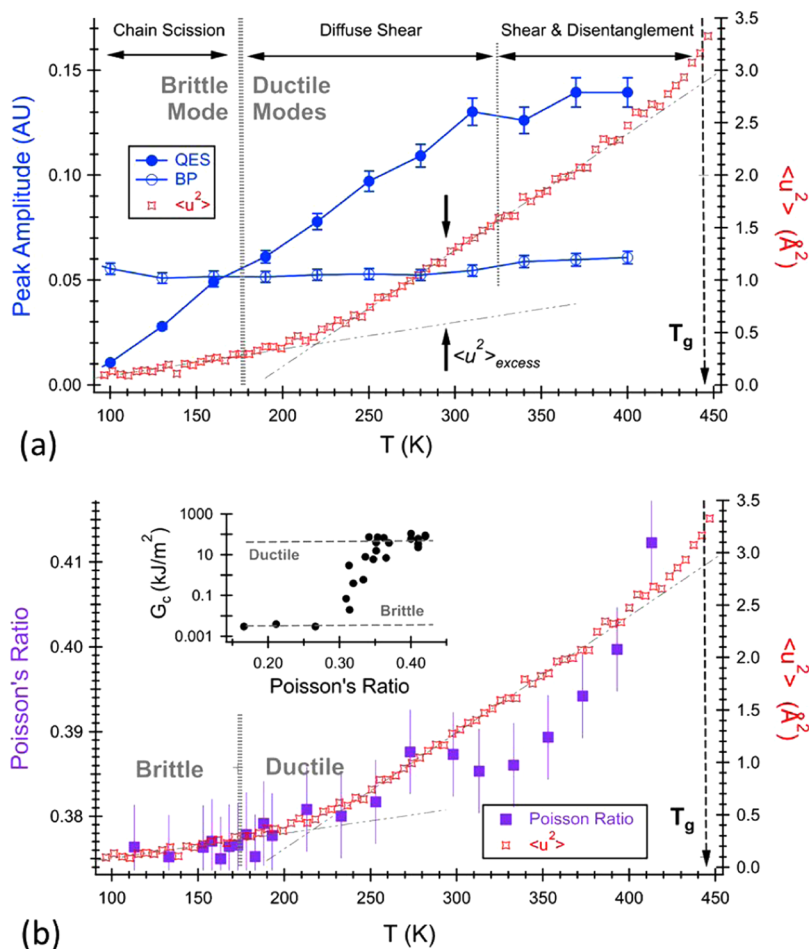 Chain Scission Diffuse Shear Shear & Disentanglement
Brittle Mode
Ductile Modes
QES
BP
<u²>
Peak Amplitude (AU)
0.15
0.10
0.05
0.00
<u²> (Å²)
3.5
3.0
2.5
2.0
1.5
1.0
0.5
0.0
Tg
<u²>excess
100 150 200 250 300 350 400 450
T (K)
(a)
Poisson's Ratio
0.41
0.40
0.39
0.38
Gc (kJ/m²)
1000
10
0.1
0.001
Ductile
Brittle
0.20 0.30 0.40
Poisson's Ratio
Brittle Ductile
<u²> (Å²)
3.5
3.0
2.5
2.0
1.5
1.0
0.5
0.0
Tg
Poisson Ratio
<u²>
100 150 200 250 300 350 400 450
T (K)
(b)